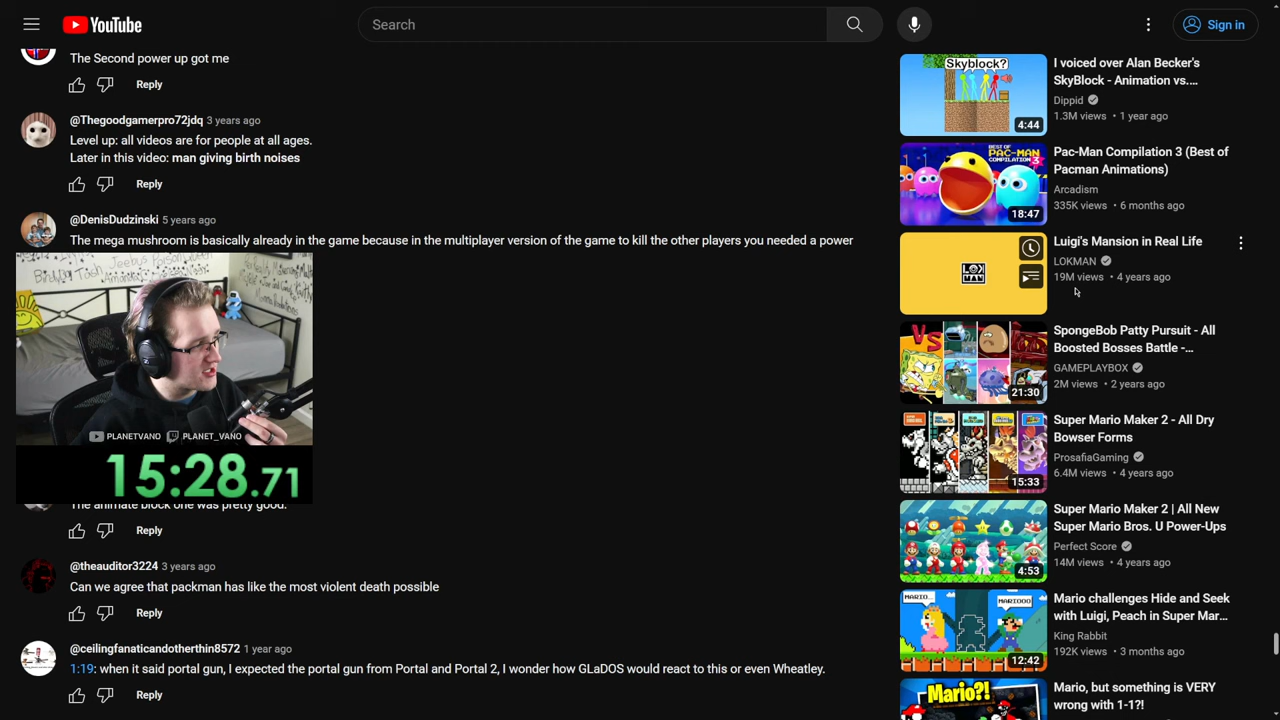 YouTube
Search
Sign in
The Second power up got me
Reply
@Thegoodgamerpro72jdq 3 years ago
Level up: all videos are for people at all ages.
Later in this video: man giving birth noises
Reply
@DenisDudzinski 5 years ago
The mega mushroom is basically already in the game because in the multiplayer version of the game to kill the other players you needed a power
PLANETVANO PLANET_VANO
15:28.71
The animate block one was pretty good.
Reply
@theauditor3224 3 years ago
Can we agree that packman has like the most violent death possible
Reply
@ceilingfanaticandotherthin8572 1 year ago
1:19: when it said portal gun, I expected the portal gun from Portal and Portal 2, I wonder how GLaDOS would react to this or even Wheatley.
Reply
Skyblock?
4:44
I voiced over Alan Becker's
SkyBlock - Animation vs....
Dippid
1.3M views • 1 year ago
BEST OF
PAC-MAN
COMPILATION
3
18:47
Pac-Man Compilation 3 (Best of
Pacman Animations)
Arcadism
335K views • 6 months ago
LOK
MAN
Luigi's Mansion in Real Life
LOKMAN
19M views • 4 years ago
VS
21:30
SpongeBob Patty Pursuit - All
Boosted Bosses Battle -...
GAMEPLAYBOX
2M views • 2 years ago
15:33
Super Mario Maker 2 - All Dry
Bowser Forms
ProsafiaGaming
6.4M views • 4 years ago
4:53
Super Mario Maker 2 | All New
Super Mario Bros. U Power-Ups
Perfect Score
14M views • 4 years ago
MARIO...
MARIOOO
12:42
Mario challenges Hide and Seek
with Luigi, Peach in Super Mar...
King Rabbit
192K views • 3 months ago
Mario?!
Mario, but something is VERY
wrong with 1-1?!